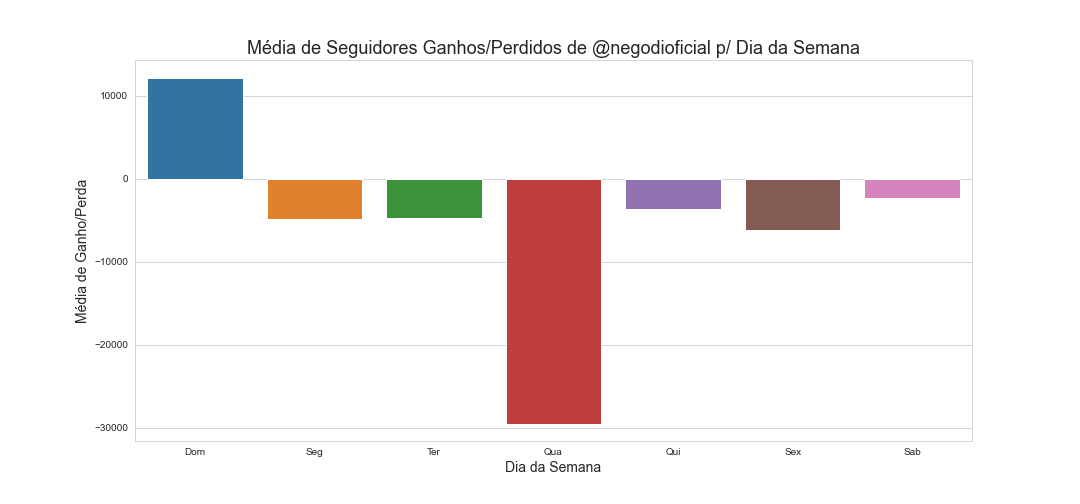 Média de Seguidores Ganhos/Perdidos de @negodioficial p/ Dia da Semana
Média de Ganho/Perda
10000
0
−10000
−20000
−30000
Dom Seg Ter Qua Qui Sex Sab
Dia da Semana